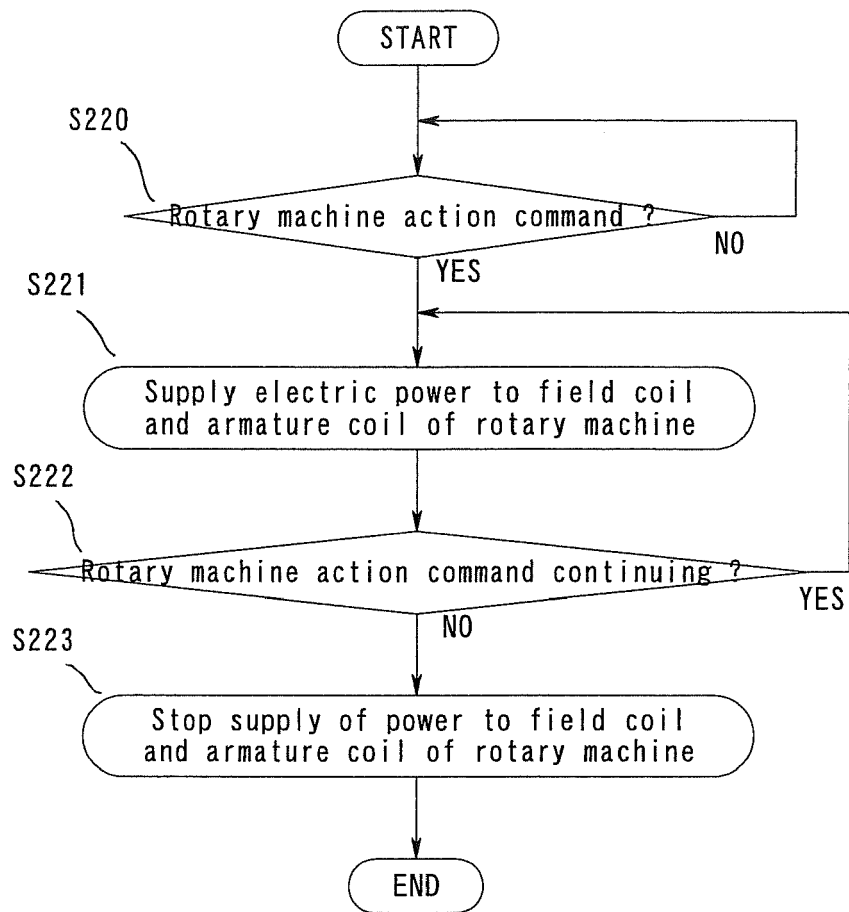 START
S220
Rotary machine action command ?
NO
YES
S221
Supply electric power to field coil
and armature coil of rotary machine
S222
Rotary machine action command continuing ?
YES
NO
S223
Stop supply of power to field coil
and armature coil of rotary machine
END